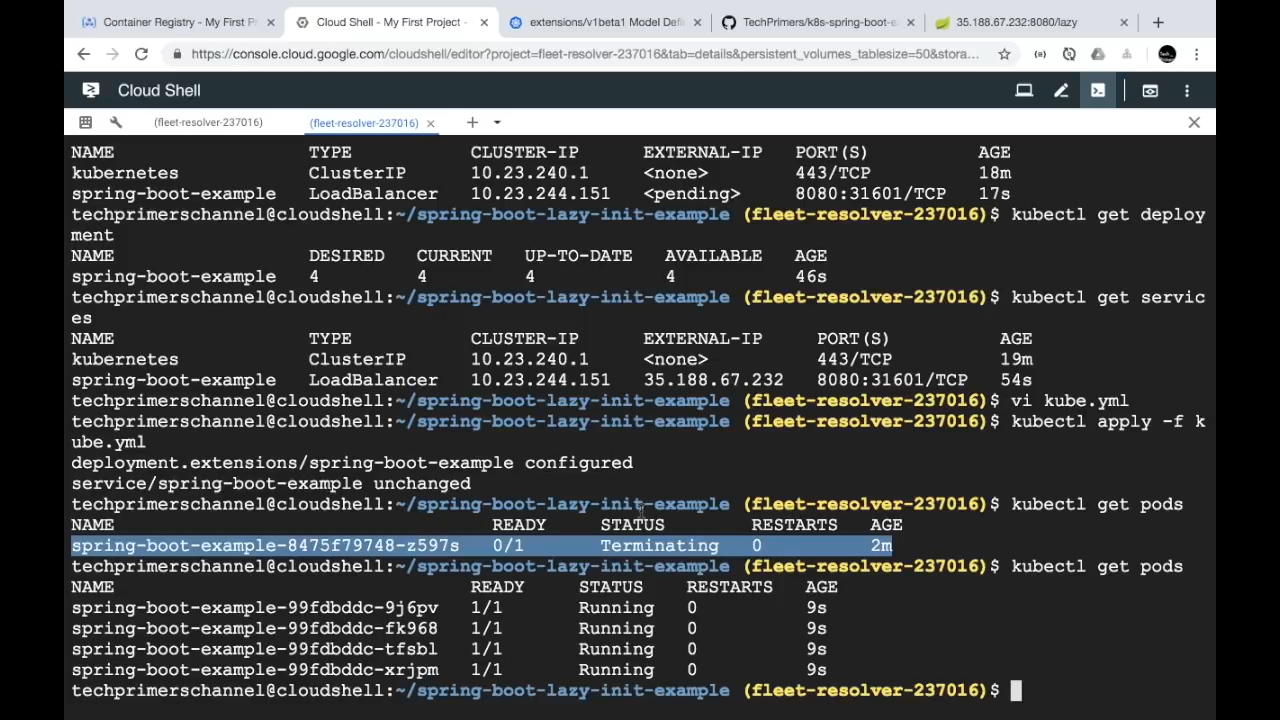 Container Registry - My First P
Cloud Shell - My First Project -
extensions/v1beta1 Model Defi
TechPrimers/k8s-spring-boot-e
35.188.67.232:8080/lazy
https://console.cloud.google.com/cloudshell/editor?project=fleet-resolver-237016&tab=details&persistent_volumes_tablesize=50&stora...
Cloud Shell
(fleet-resolver-237016)
(fleet-resolver-237016)
NAME TYPE CLUSTER-IP EXTERNAL-IP PORT(S) AGE
kubernetes ClusterIP 10.23.240.1 <none> 443/TCP 18m
spring-boot-example LoadBalancer 10.23.244.151 <pending> 8080:31601/TCP 17s
techprimerschannel@cloudshell:~/spring-boot-lazy-init-example (fleet-resolver-237016)$ kubectl get deploy
ment
NAME DESIRED CURRENT UP-TO-DATE AVAILABLE AGE
spring-boot-example 4 4 4 4 46s
techprimerschannel@cloudshell:~/spring-boot-lazy-init-example (fleet-resolver-237016)$ kubectl get servic
es
NAME TYPE CLUSTER-IP EXTERNAL-IP PORT(S) AGE
kubernetes ClusterIP 10.23.240.1 <none> 443/TCP 19m
spring-boot-example LoadBalancer 10.23.244.151 35.188.67.232 8080:31601/TCP 54s
techprimerschannel@cloudshell:~/spring-boot-lazy-init-example (fleet-resolver-237016)$ vi kube.yml
techprimerschannel@cloudshell:~/spring-boot-lazy-init-example (fleet-resolver-237016)$ kubectl apply -f k
ube.yml
deployment.extensions/spring-boot-example configured
service/spring-boot-example unchanged
techprimerschannel@cloudshell:~/spring-boot-lazy-init-example (fleet-resolver-237016)$ kubectl get pods
NAME READY STATUS RESTARTS AGE
spring-boot-example-8475f79748-z597s 0/1 Terminating 0 2m
techprimerschannel@cloudshell:~/spring-boot-lazy-init-example (fleet-resolver-237016)$ kubectl get pods
NAME READY STATUS RESTARTS AGE
spring-boot-example-99fdbddc-9j6pv 1/1 Running 0 9s
spring-boot-example-99fdbddc-fk968 1/1 Running 0 9s
spring-boot-example-99fdbddc-tfsbl 1/1 Running 0 9s
spring-boot-example-99fdbddc-xrjpm 1/1 Running 0 9s
techprimerschannel@cloudshell:~/spring-boot-lazy-init-example (fleet-resolver-237016)$